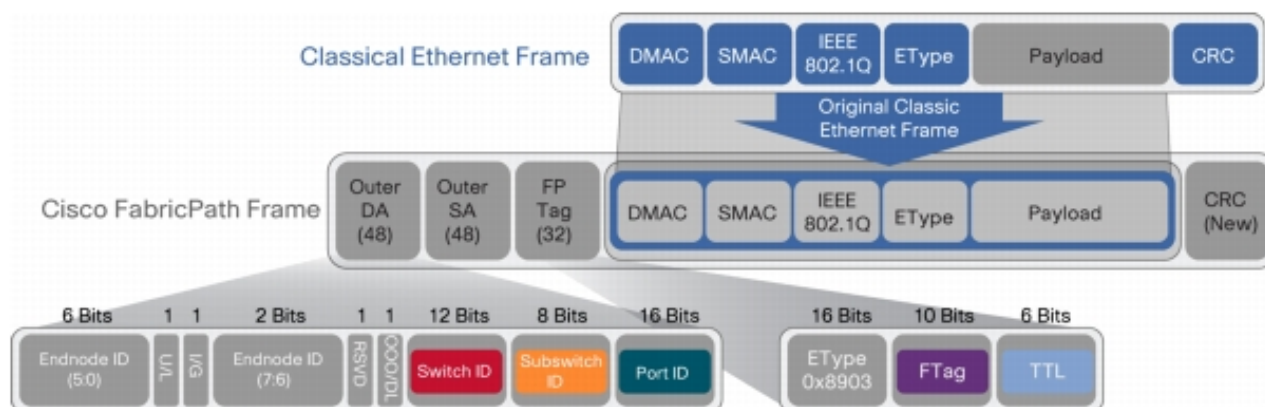 Classical Ethernet Frame
DMAC
SMAC
IEEE
802.1Q
EType
Payload
CRC
Original Classic
Ethernet Frame
Cisco FabricPath Frame
Outer
DA
(48)
Outer
SA
(48)
FP
Tag
(32)
DMAC
SMAC
IEEE
802.1Q
EType
Payload
CRC
(New)
6 Bits
1
1
2 Bits
1
1
12 Bits
8 Bits
16 Bits
Endnode ID
(5:0)
U/L
I/G
Endnode ID
(7:6)
RSVD
OOO/DL
Switch ID
Subswitch
ID
Port ID
16 Bits
10 Bits
6 Bits
EType
0x8903
FTag
TTL